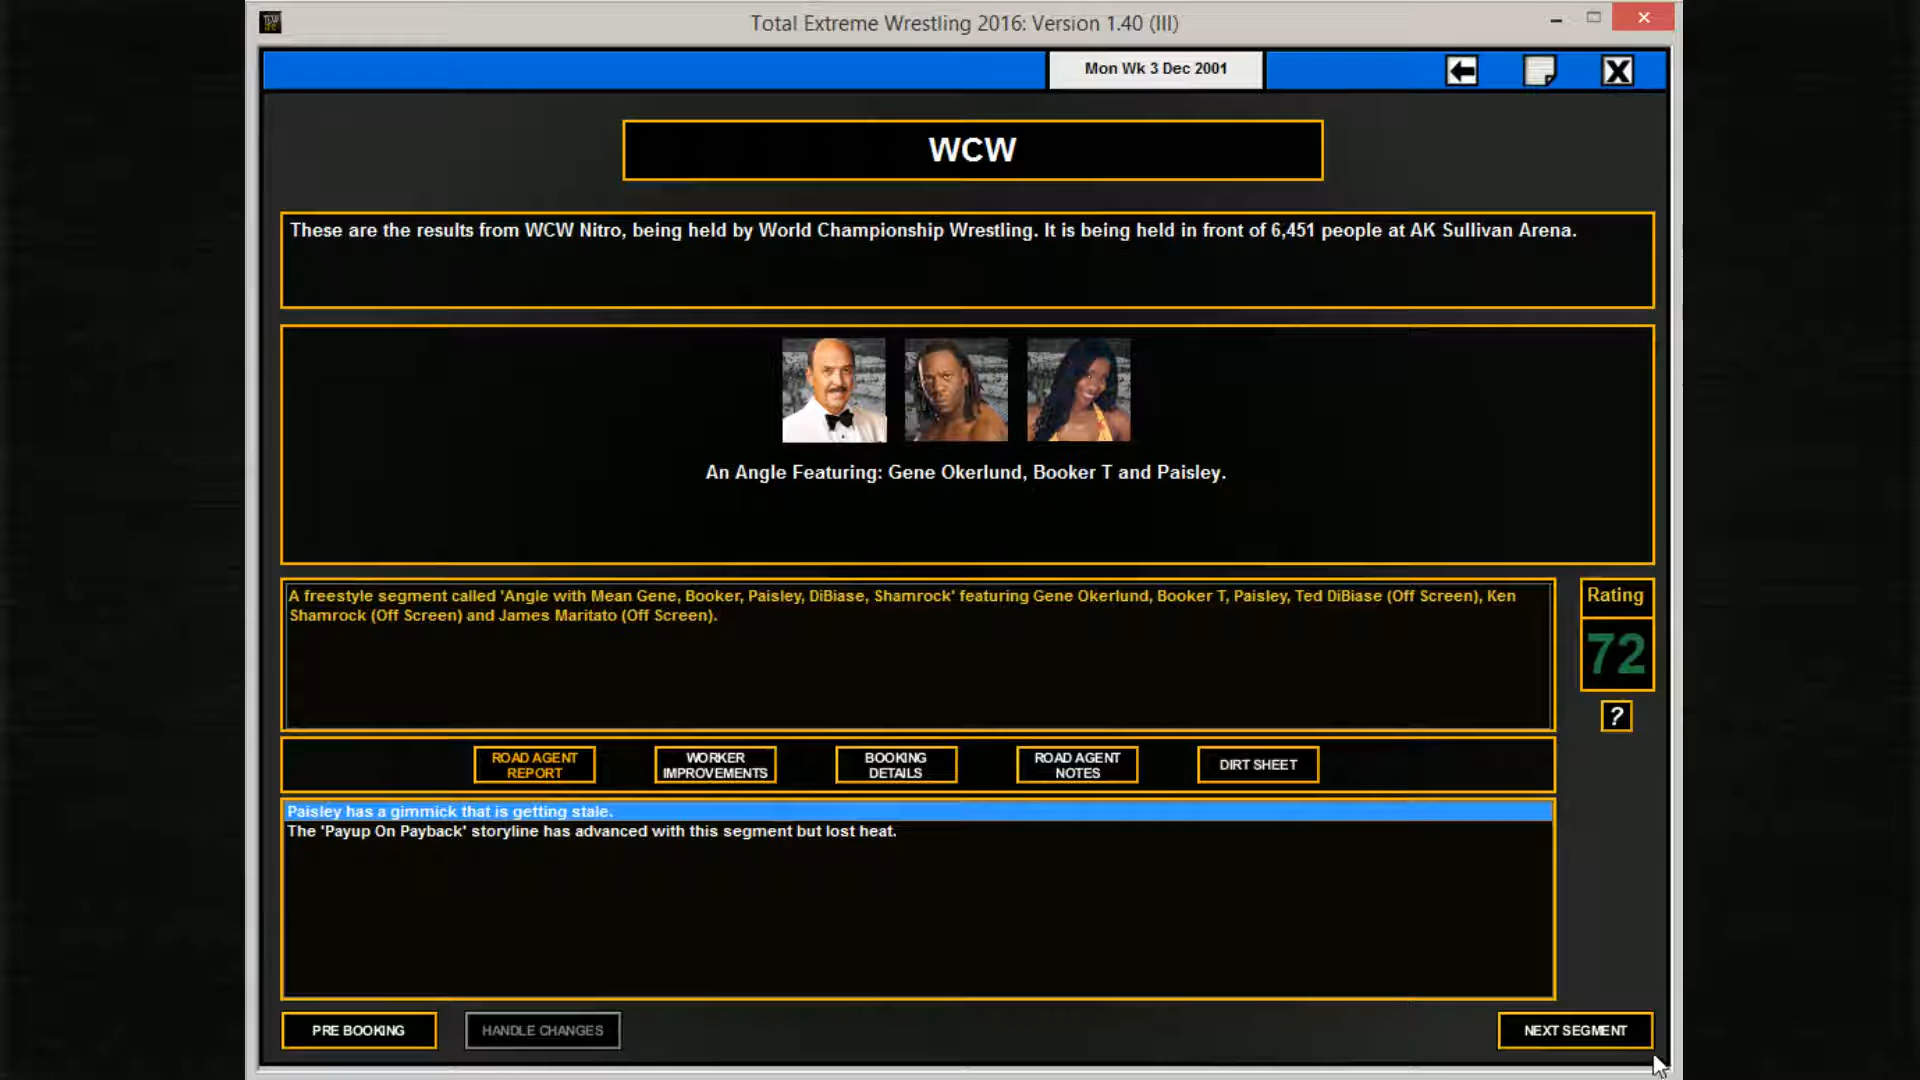 Total Extreme Wrestling 2016: Version 1.40 (III)
Mon Wk 3 Dec 2001
WCW
These are the results from WCW Nitro, being held by World Championship Wrestling. It is being held in front of 6,451 people at AK Sullivan Arena.
An Angle Featuring: Gene Okerlund, Booker T and Paisley.
A freestyle segment called 'Angle with Mean Gene, Booker, Paisley, DiBiase, Shamrock' featuring Gene Okerlund, Booker T, Paisley, Ted DiBiase (Off Screen), Ken
Shamrock (Off Screen) and James Maritato (Off Screen).
Rating
72
?
ROAD AGENT
REPORT
WORKER
IMPROVEMENTS
BOOKING
DETAILS
ROAD AGENT
NOTES
DIRT SHEET
Paisley has a gimmick that is getting stale.
The 'Payup On Payback' storyline has advanced with this segment but lost heat.
PRE BOOKING
HANDLE CHANGES
NEXT SEGMENT